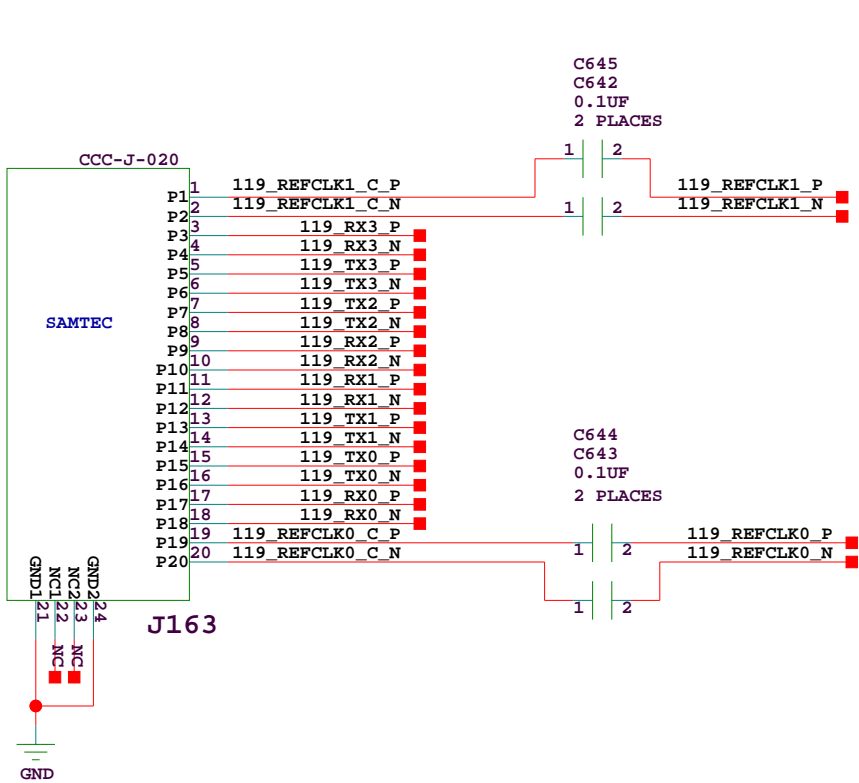 C645
C642
0.1UF
2 PLACES
CCC-J-020
1 2
P1 1 119_REFCLK1_C_P 119_REFCLK1_P
P2 2 119_REFCLK1_C_N 1 2 119_REFCLK1_N
P3 3 119_RX3_P
P4 4 119_RX3_N
P5 5 119_TX3_P
P6 6 119_TX3_N
P7 7 119_TX2_P
SAMTEC
P8 8 119_TX2_N
P9 9 119_RX2_P
P10 10 119_RX2_N
P11 11 119_RX1_P
P12 12 119_RX1_N
P13 13 119_TX1_P
P14 14 119_TX1_N
P15 15 119_TX0_P
P16 16 119_TX0_N
P17 17 119_RX0_P
P18 18 119_RX0_N
C644
C643
0.1UF
2 PLACES
P19 19 119_REFCLK0_C_P 1 2 119_REFCLK0_P
P20 20 119_REFCLK0_C_N 119_REFCLK0_N
1 2
GND1 21
NC1 22 NC
NC2 23 NC
GND2 24
J163
GND